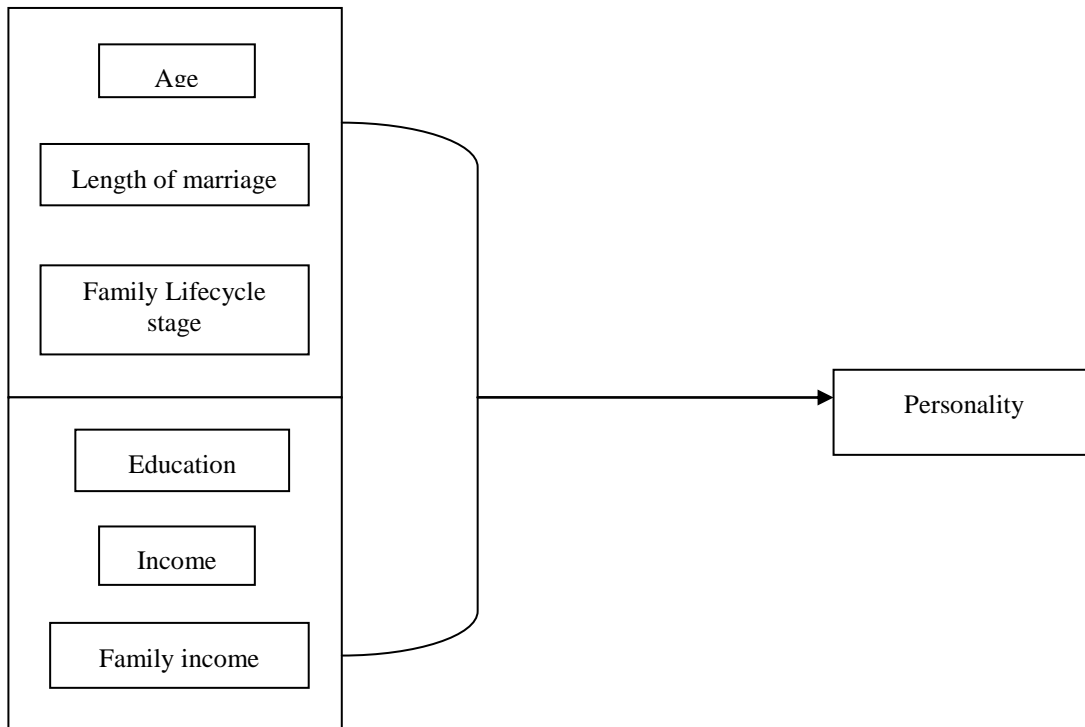 Age
Length of marriage
Family Lifecycle
stage
Personality
Education
Income
Family income